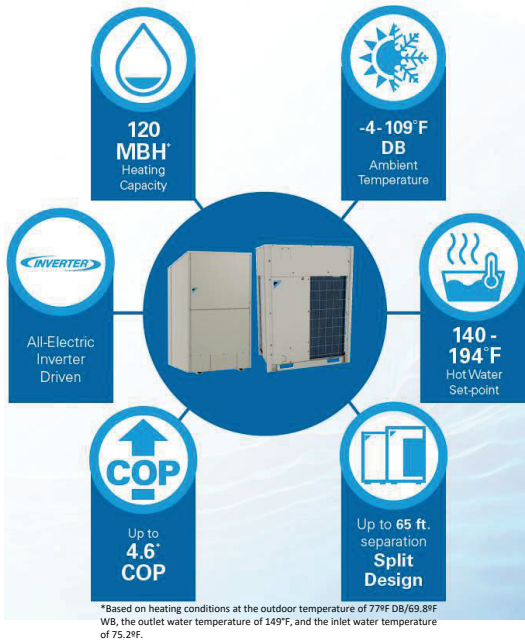 120
MBH*
Heating
Capacity
-4-109°F
DB
Ambient
Temperature
INVERTER
All-Electric
Inverter
Driven
140 -
194°F
Hot Water
Set-point
COP
Up to
4.6*
COP
Up to 65 ft.
separation
Split
Design
*Based on heating conditions at the outdoor temperature of 77ºF DB/69.8ºF
WB, the outlet water temperature of 149°F, and the inlet water temperature
of 75.2ºF.